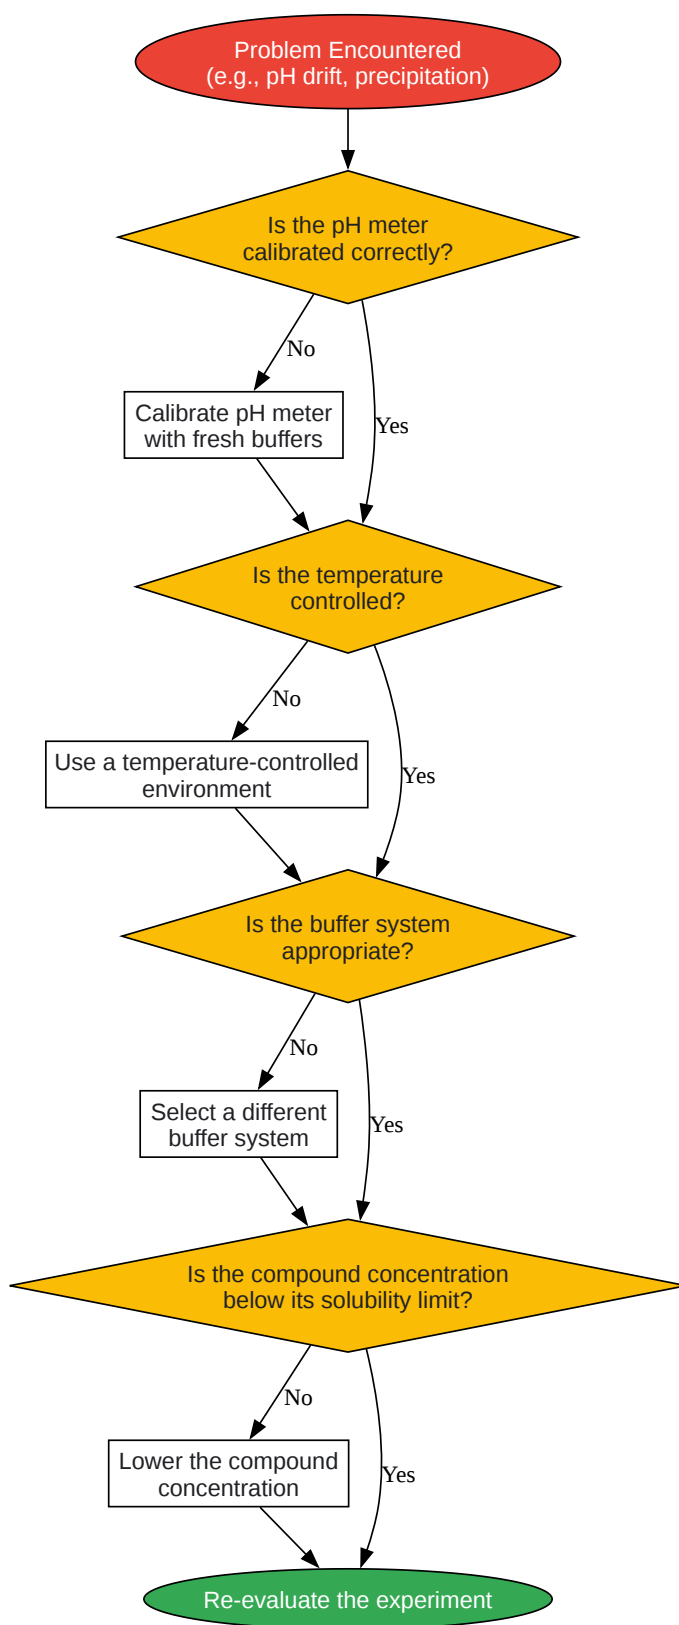 Problem Encountered
(e.g., pH drift, precipitation)
Is the pH meter
calibrated correctly?
No
Calibrate pH meter
with fresh buffers
Yes
Is the temperature
controlled?
No
Use a temperature-controlled
environment
Yes
Is the buffer system
appropriate?
No
Select a different
buffer system
Yes
Is the compound concentration
below its solubility limit?
No
Lower the compound
concentration
Yes
Re-evaluate the experiment